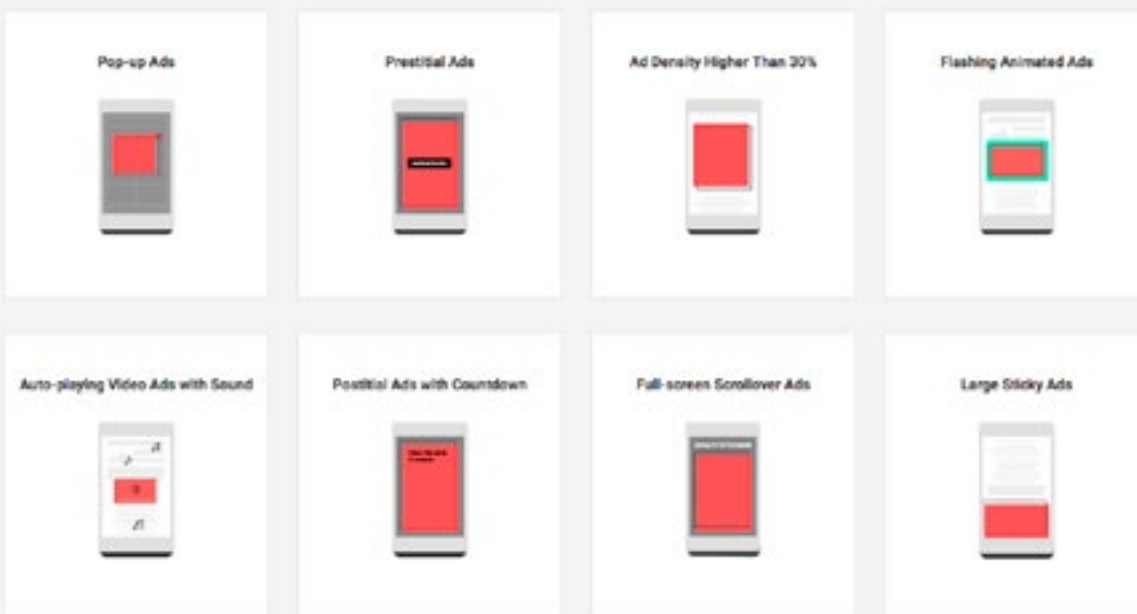 Pop-up Ads
Prestitial Ads
Ad Density Higher Than 30%
Flashing Animated Ads
Auto-playing Video Ads with Sound
Postitial Ads with Countdown
Full-screen Scrollover Ads
Large Sticky Ads